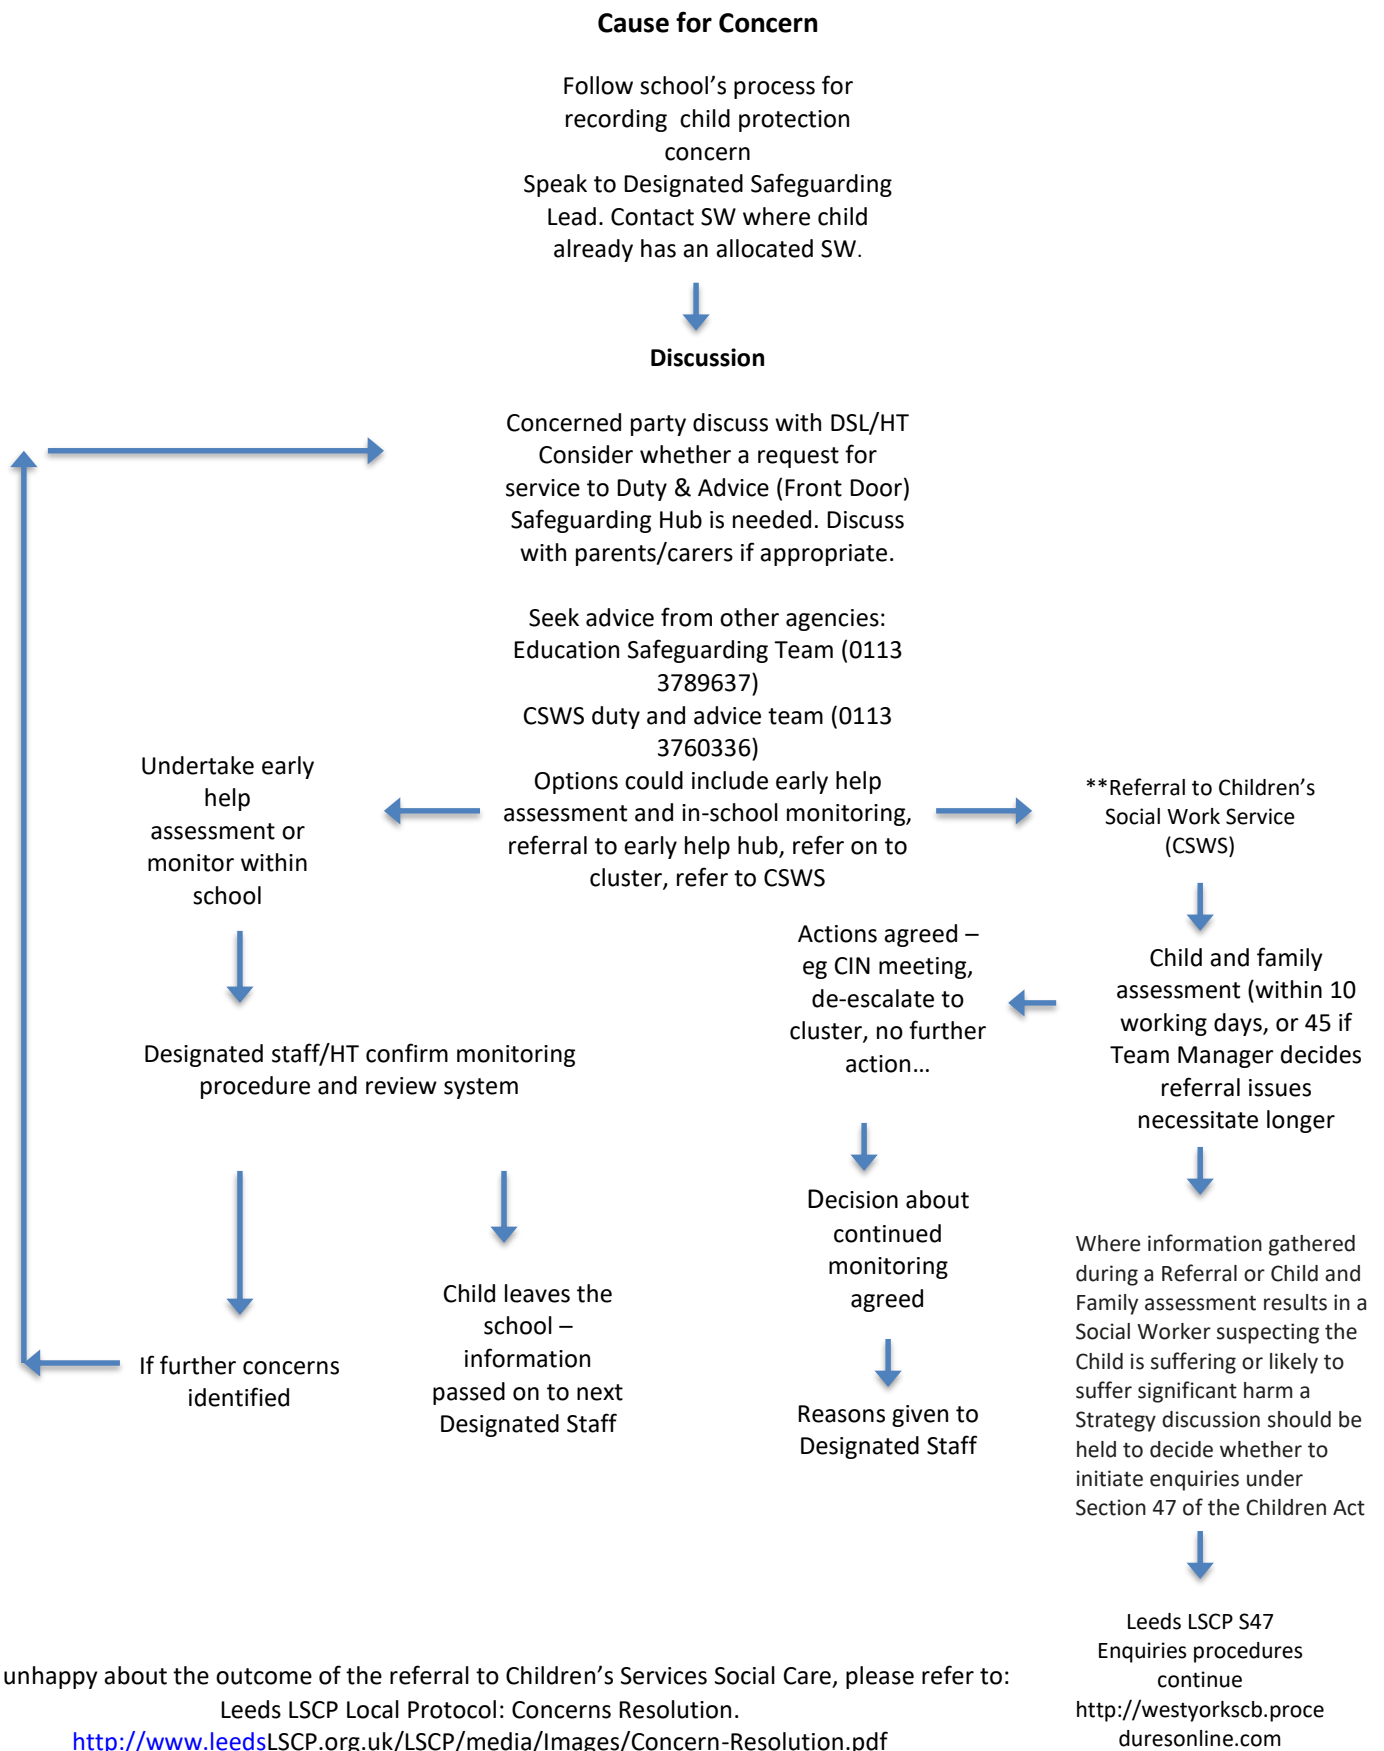 Cause for Concern
Follow school’s process for
recording  child protection
concern
Speak to Designated Safeguarding
Lead. Contact SW where child
already has an allocated SW.
Discussion
Concerned party discuss with DSL/HT
Consider whether a request for
service to Duty & Advice (Front Door)
Safeguarding Hub is needed. Discuss
with parents/carers if appropriate.
Seek advice from other agencies:
Education Safeguarding Team (0113
3789637)
CSWS duty and advice team (0113
3760336)
Options could include early help
assessment and in-school monitoring,
referral to early help hub, refer on to
cluster, refer to CSWS
Undertake early
help
assessment or
monitor within
school
Designated staff/HT confirm monitoring
procedure and review system
If further concerns
identified
Child leaves the
school –
information
passed on to next
Designated Staff
**Referral to Children’s
Social Work Service
(CSWS)
Child and family
assessment (within 10
working days, or 45 if
Team Manager decides
referral issues
necessitate longer
Actions agreed –
eg CIN meeting,
de-escalate to
cluster, no further
action…
Decision about
continued
monitoring
agreed
Reasons given to
Designated Staff
Where information gathered
during a Referral or Child and
Family assessment results in a
Social Worker suspecting the
Child is suffering or likely to
suffer significant harm a
Strategy discussion should be
held to decide whether to
initiate enquiries under
Section 47 of the Children Act
Leeds LSCP S47
Enquiries procedures
continue
http://westyorkscb.proce
duresonline.com
unhappy about the outcome of the referral to Children’s Services Social Care, please refer to:
Leeds LSCP Local Protocol: Concerns Resolution.
http://www.leedsLSCP.org.uk/LSCP/media/Images/Concern-Resolution.pdf